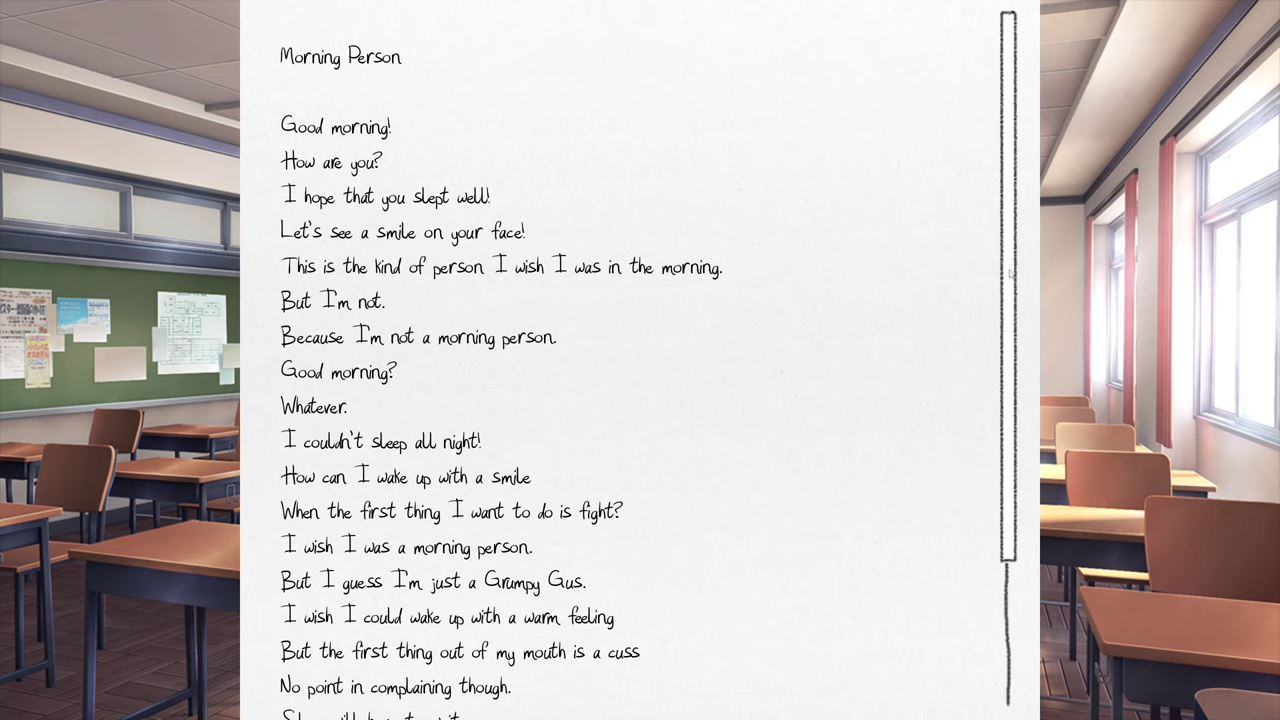 Morning Person
Good morning!
How are you?
I hope that you slept well!
Let's see a smile on your face!
This is the kind of person I wish I was in the morning.
But I'm not.
Because I'm not a morning person.
Good morning?
Whatever.
I couldn't sleep all night!
How can I wake up with a smile
When the first thing I want to do is fight?
I wish I was a morning person.
But I guess I'm just a Grumpy Gus.
I wish I could wake up with a warm feeling
But the first thing out of my mouth is a cuss
No point in complaining though.